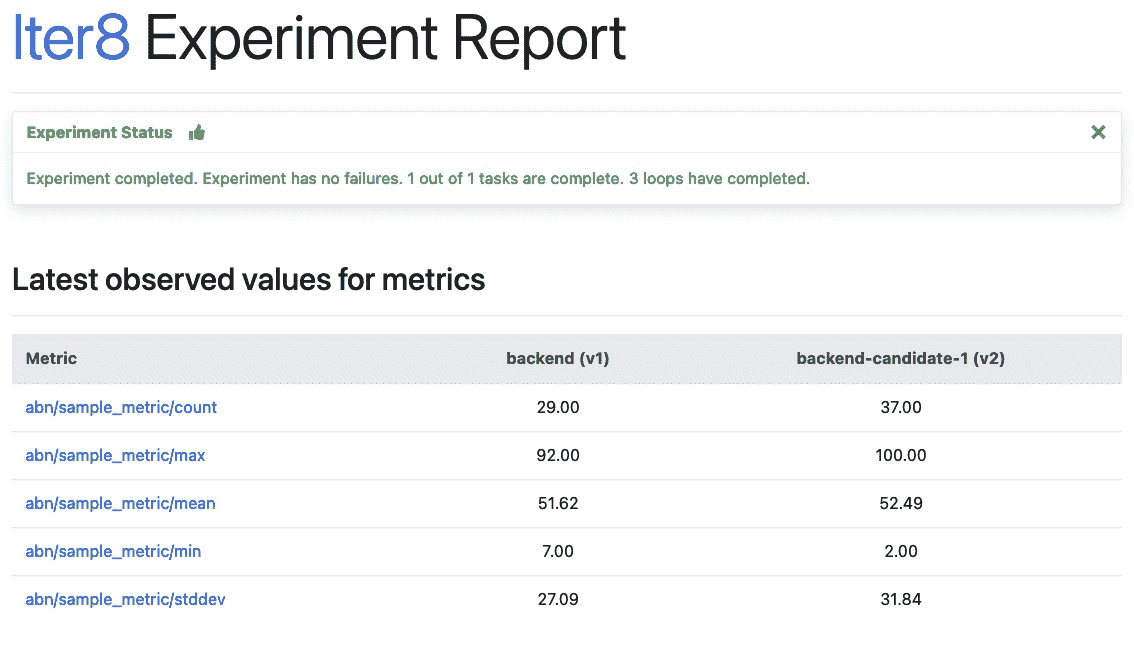 Iter8 Experiment Report
Experiment Status
Experiment completed. Experiment has no failures. 1 out of 1 tasks are complete. 3 loops have completed.
Latest observed values for metrics
Metric backend (v1) backend-candidate-1 (v2)
abn/sample_metric/count 29.00 37.00
abn/sample_metric/max 92.00 100.00
abn/sample_metric/mean 51.62 52.49
abn/sample_metric/min 7.00 2.00
abn/sample_metric/stddev 27.09 31.84